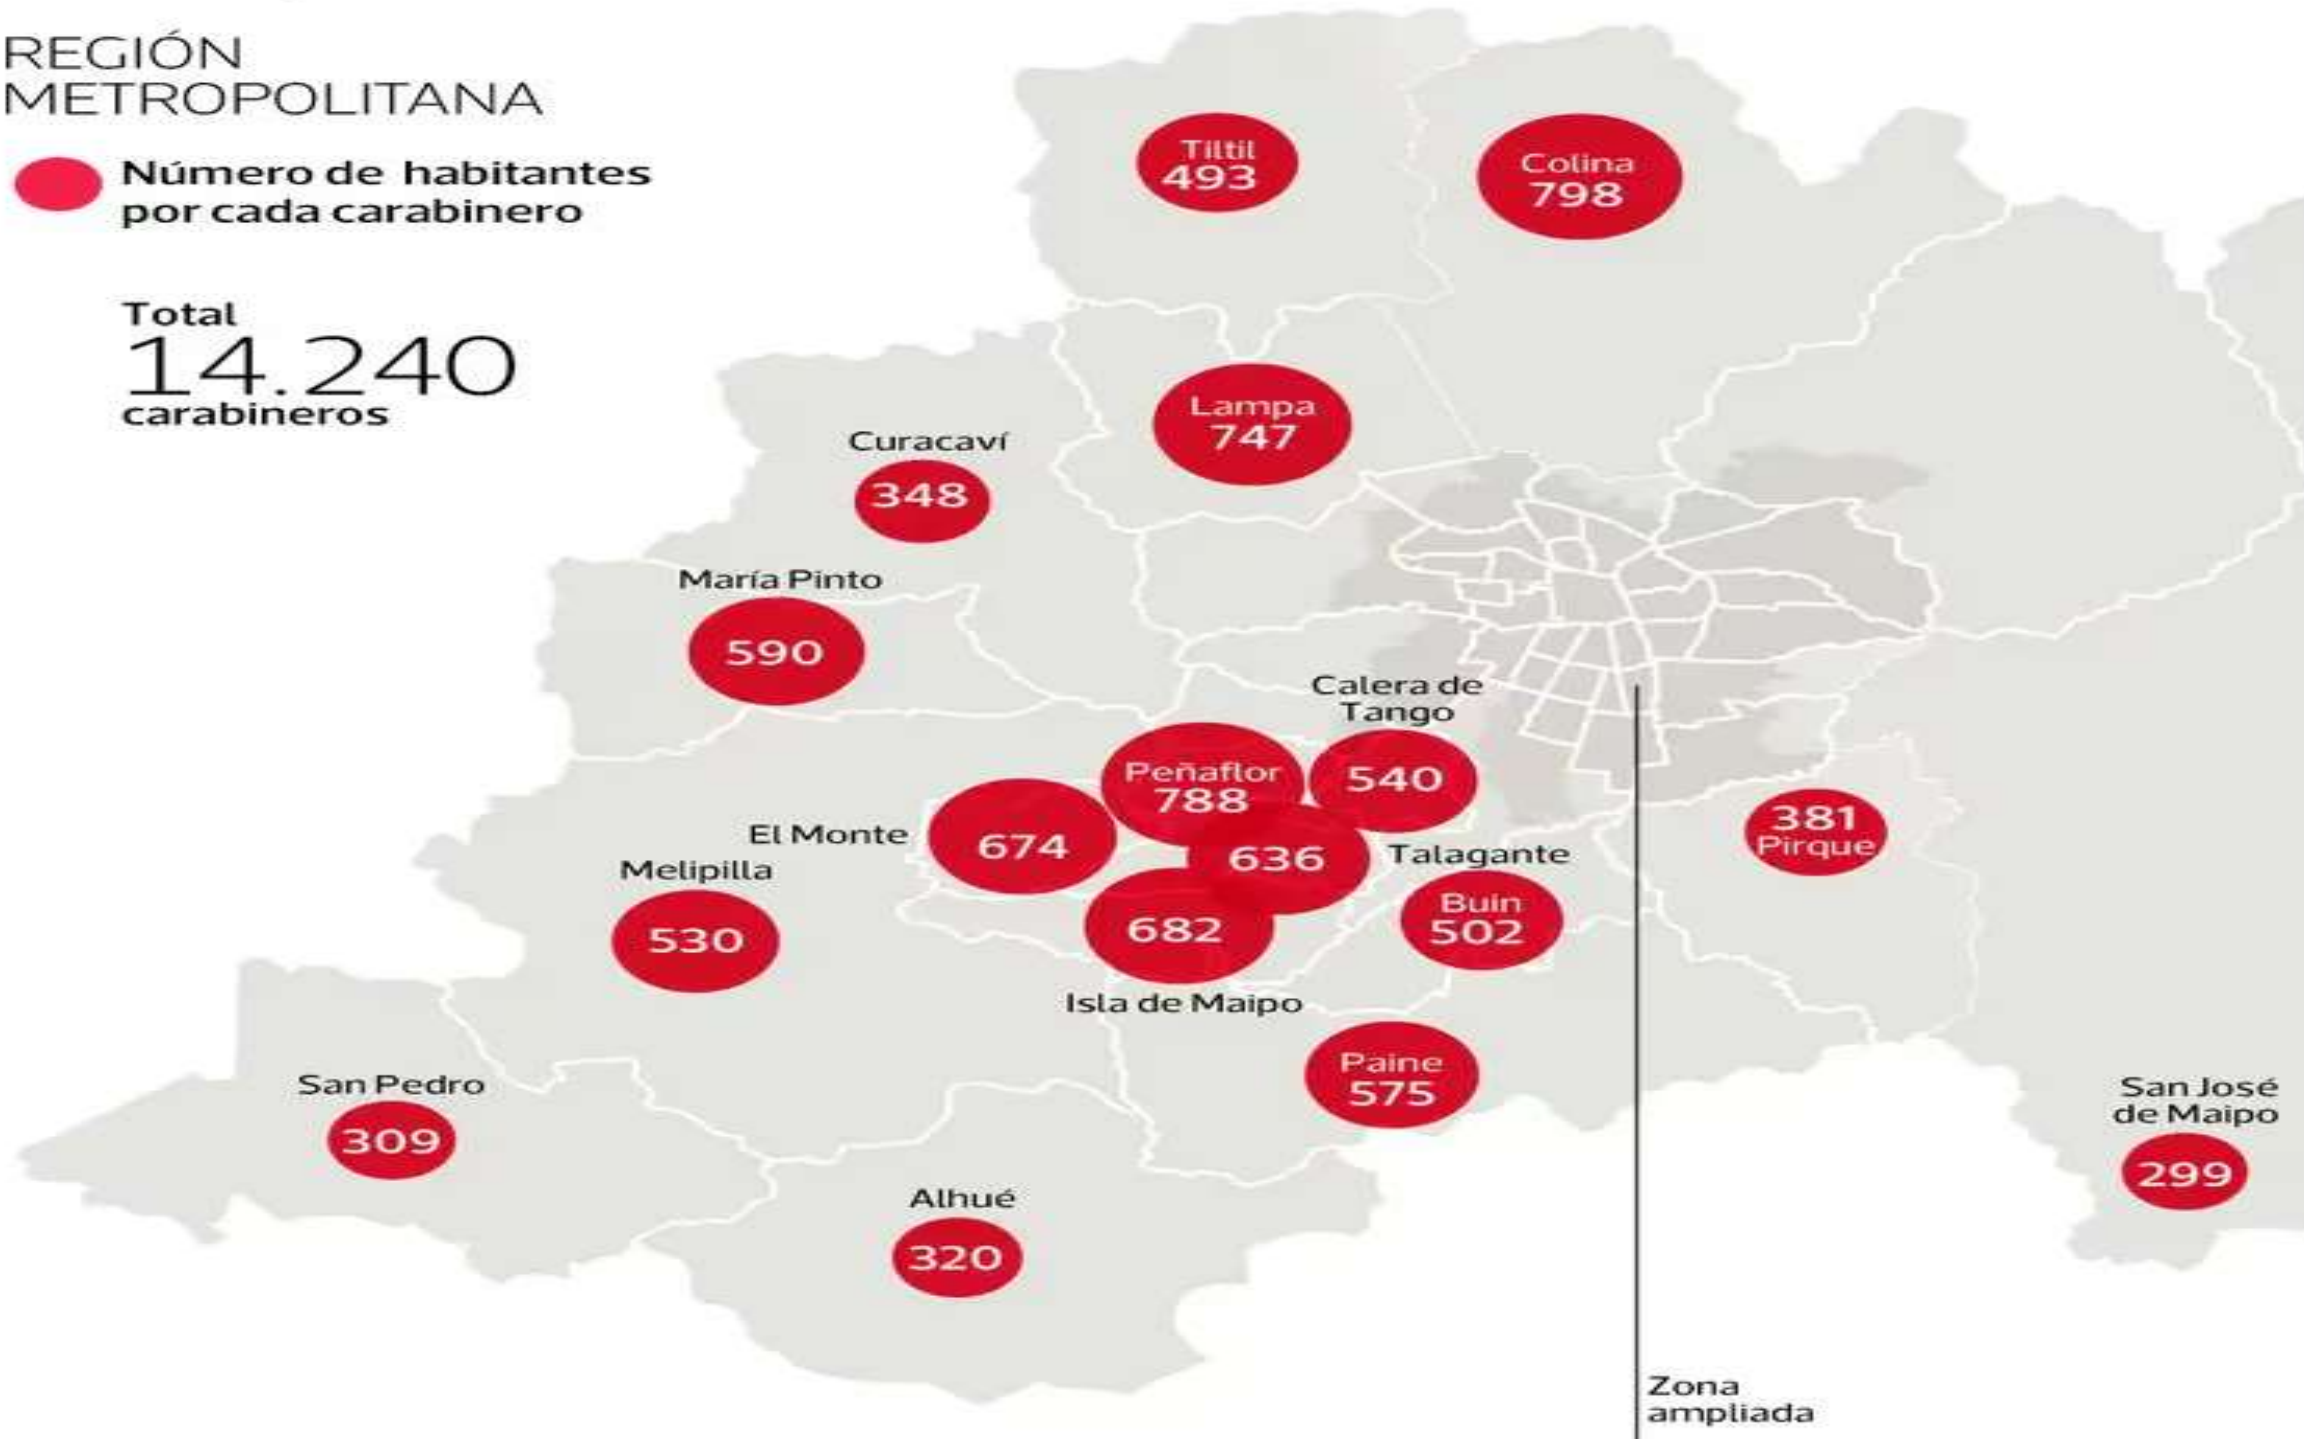 REGIÓN
METROPOLITANA
Número de habitantes
por cada carabinero
Total
14.240
carabineros
Tiltil
493
Colina
798
Lampa
747
Curacaví
348
María Pinto
590
Calera de
Tango
540
Peñaflor
788
El Monte
674
636
Talagante
381
Pirque
Melipilla
530
Buin
502
682
Isla de Maipo
Paine
575
San Pedro
309
San José
de Maipo
299
Alhué
320
Zona
ampliada